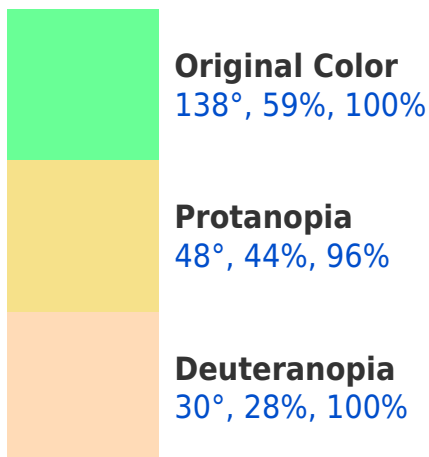 Original Color
138°, 59%, 100%
Protanopia
48°, 44%, 96%
Deuteranopia
30°, 28%, 100%